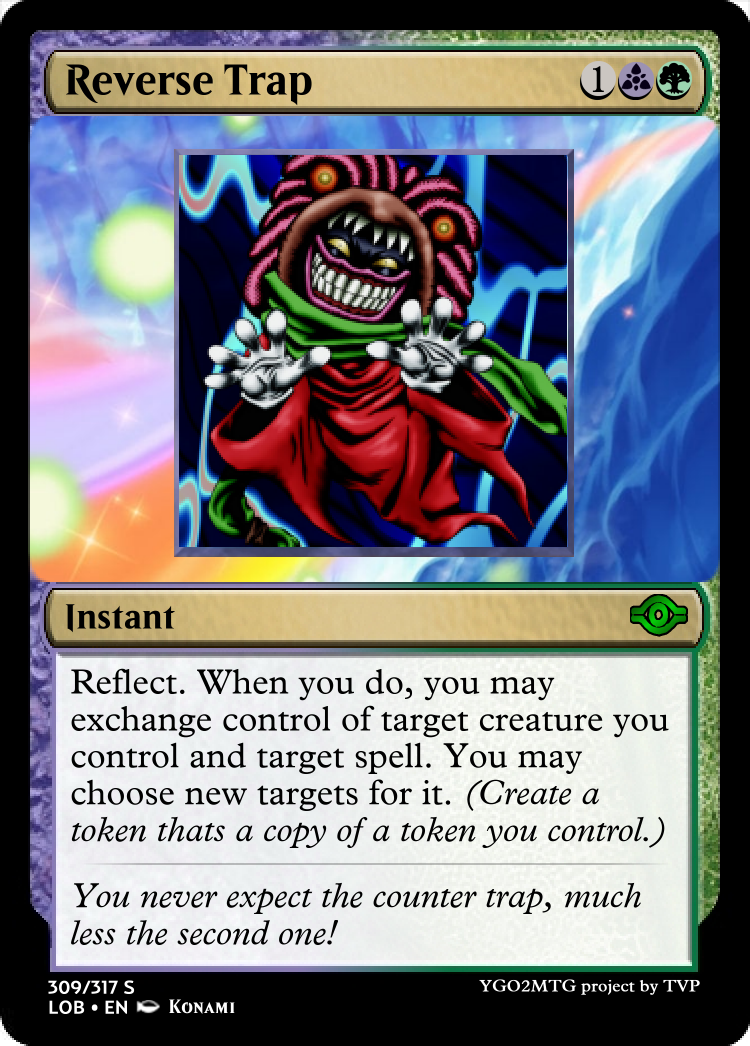 Reverse Trap 1
Instant
Reflect. When you do, you may
exchange control of target creature you
control and target spell. You may
choose new targets for it. (Create a
token thats a copy of a token you control.)
You never expect the counter trap, much
less the second one!
309/317 S
YGO2MTG project by TVP
LOB • EN KONAMI